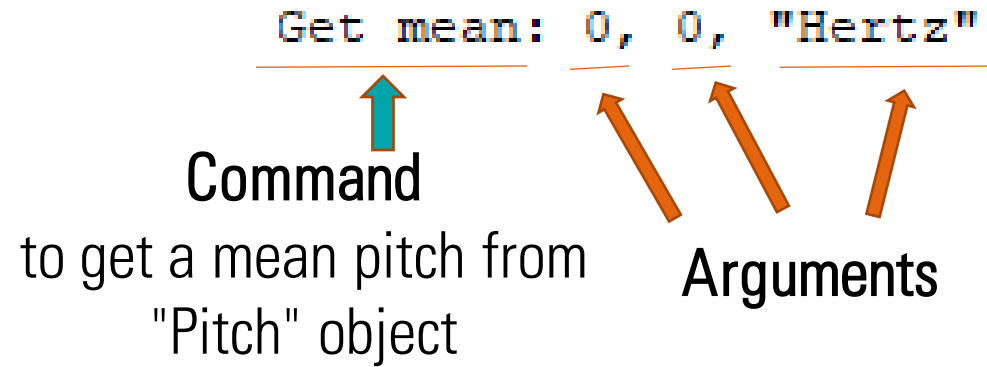 Get mean: 0, 0, "Hertz"
Command
to get a mean pitch from
"Pitch" object
Arguments